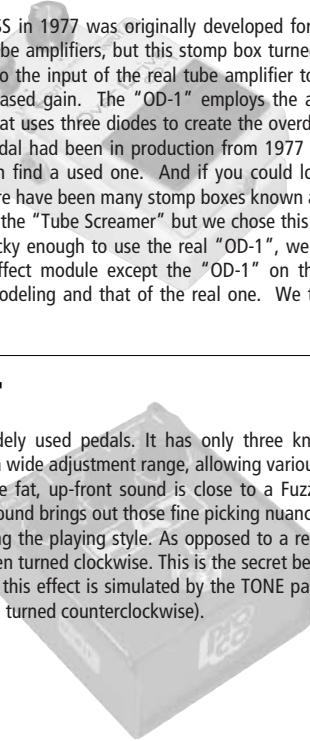 SS in 1977 was originally developed for
be amplifiers, but this stomp box turned
o the input of the real tube amplifier to
ased gain. The “OD-1” employs the a
at uses three diodes to create the overd
dal had been in production from 1977
n find a used one. And if you could lo
re have been many stomp boxes known a
the “Tube Screamer” but we chose this
cky enough to use the real “OD-1”, we
ffect module except the “OD-1” on th
odeling and that of the real one. We t
dely used pedals. It has only three kn
wide adjustment range, allowing variou
e fat, up-front sound is close to a Fuzz
ound brings out those fine picking nuanc
ng the playing style. As opposed to a re
en turned clockwise. This is the secret be
this effect is simulated by the TONE pa
turned counterclockwise).